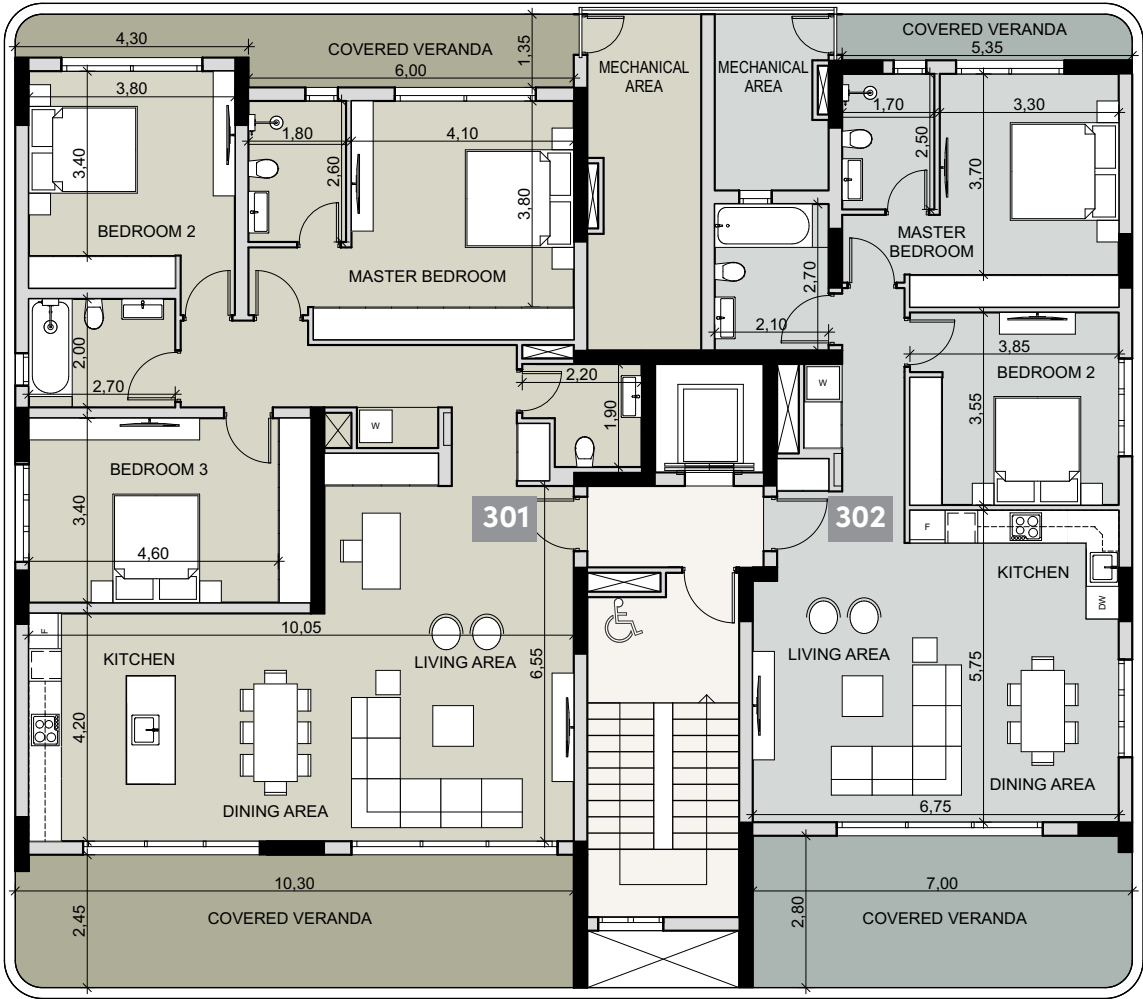 4,30
COVERED VERANDA
1,35
6,00
MECHANICAL
AREA
MECHANICAL
AREA
COVERED VERANDA
5,35
3,80
3,40
BEDROOM 2
1,80
2,60
4,10
3,80
MASTER BEDROOM
1,70
2,50
3,30
3,70
MASTER
BEDROOM
2,70
2,10
2,00
2,70
2,20
1,90
W
W
3,85
BEDROOM 2
3,55
BEDROOM 3
3,40
4,60
301
302
F
KITCHEN
DW
10,05
F
KITCHEN
LIVING AREA
6,55
4,20
DINING AREA
LIVING AREA
5,75
DINING AREA
6,75
10,30
2,45
COVERED VERANDA
7,00
2,80
COVERED VERANDA